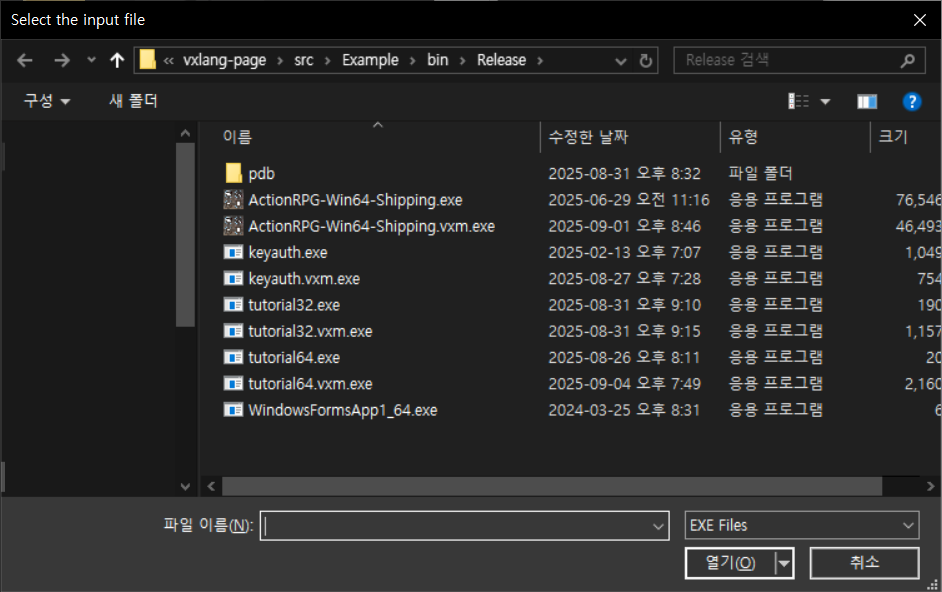 Select the input file
« vxlang-page › src › Example › bin › Release ›
Release 검색
구성
새 폴더
이름 수정한 날짜 유형 크기
pdb 2025-08-31 오후 8:32 파일 폴더
ActionRPG-Win64-Shipping.exe 2025-06-29 오전 11:16 응용 프로그램 76,546
ActionRPG-Win64-Shipping.vxm.exe 2025-09-01 오후 8:46 응용 프로그램 46,493
keyauth.exe 2025-02-13 오후 7:07 응용 프로그램 1,049
keyauth.vxm.exe 2025-08-27 오후 7:28 응용 프로그램 754
tutorial32.exe 2025-08-31 오후 9:10 응용 프로그램 190
tutorial32.vxm.exe 2025-08-31 오후 9:15 응용 프로그램 1,157
tutorial64.exe 2025-08-26 오후 8:11 응용 프로그램 20
tutorial64.vxm.exe 2025-09-04 오후 7:49 응용 프로그램 2,160
WindowsFormsApp1_64.exe 2024-03-25 오후 8:31 응용 프로그램 6
파일 이름(N):
EXE Files
열기(O)
취소